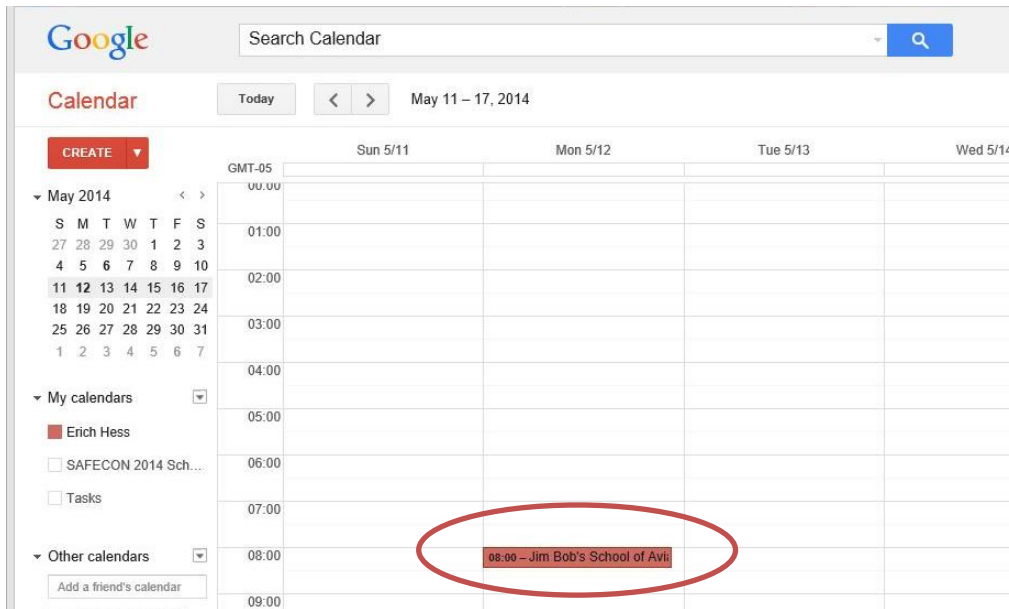 Google
Search Calendar
Calendar
Today
May 11 – 17, 2014
CREATE
Sun 5/11 Mon 5/12 Tue 5/13 Wed 5/14
GMT-05
May 2014
S M T W T F S
27 28 29 30 1 2 3
4 5 6 7 8 9 10
11 12 13 14 15 16 17
18 19 20 21 22 23 24
25 26 27 28 29 30 31
1 2 3 4 5 6 7
My calendars
Erich Hess
SAFECON 2014 Sch...
Tasks
Other calendars
Add a friend's calendar
00:00
01:00
02:00
03:00
04:00
05:00
06:00
07:00
08:00
08:00 – Jim Bob's School of Avia
09:00